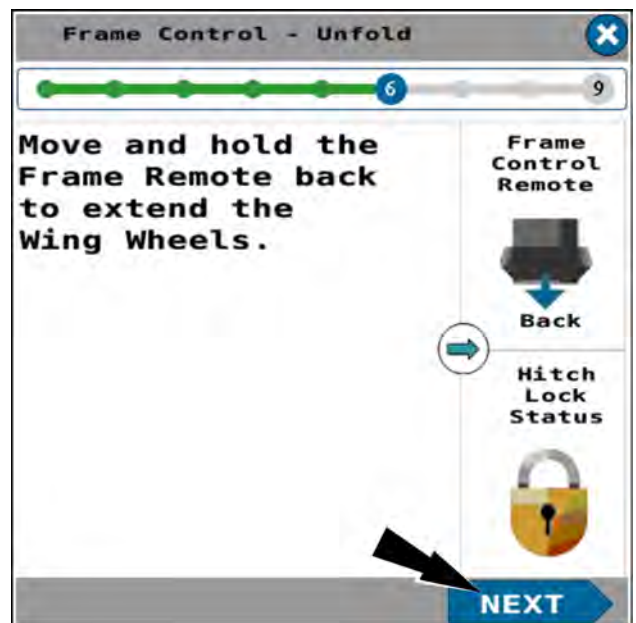 Frame Control - Unfold
6
9
Move and hold the
Frame Remote back
to extend the
Wing Wheels.
Frame
Control
Remote
Back
Hitch
Lock
Status
NEXT